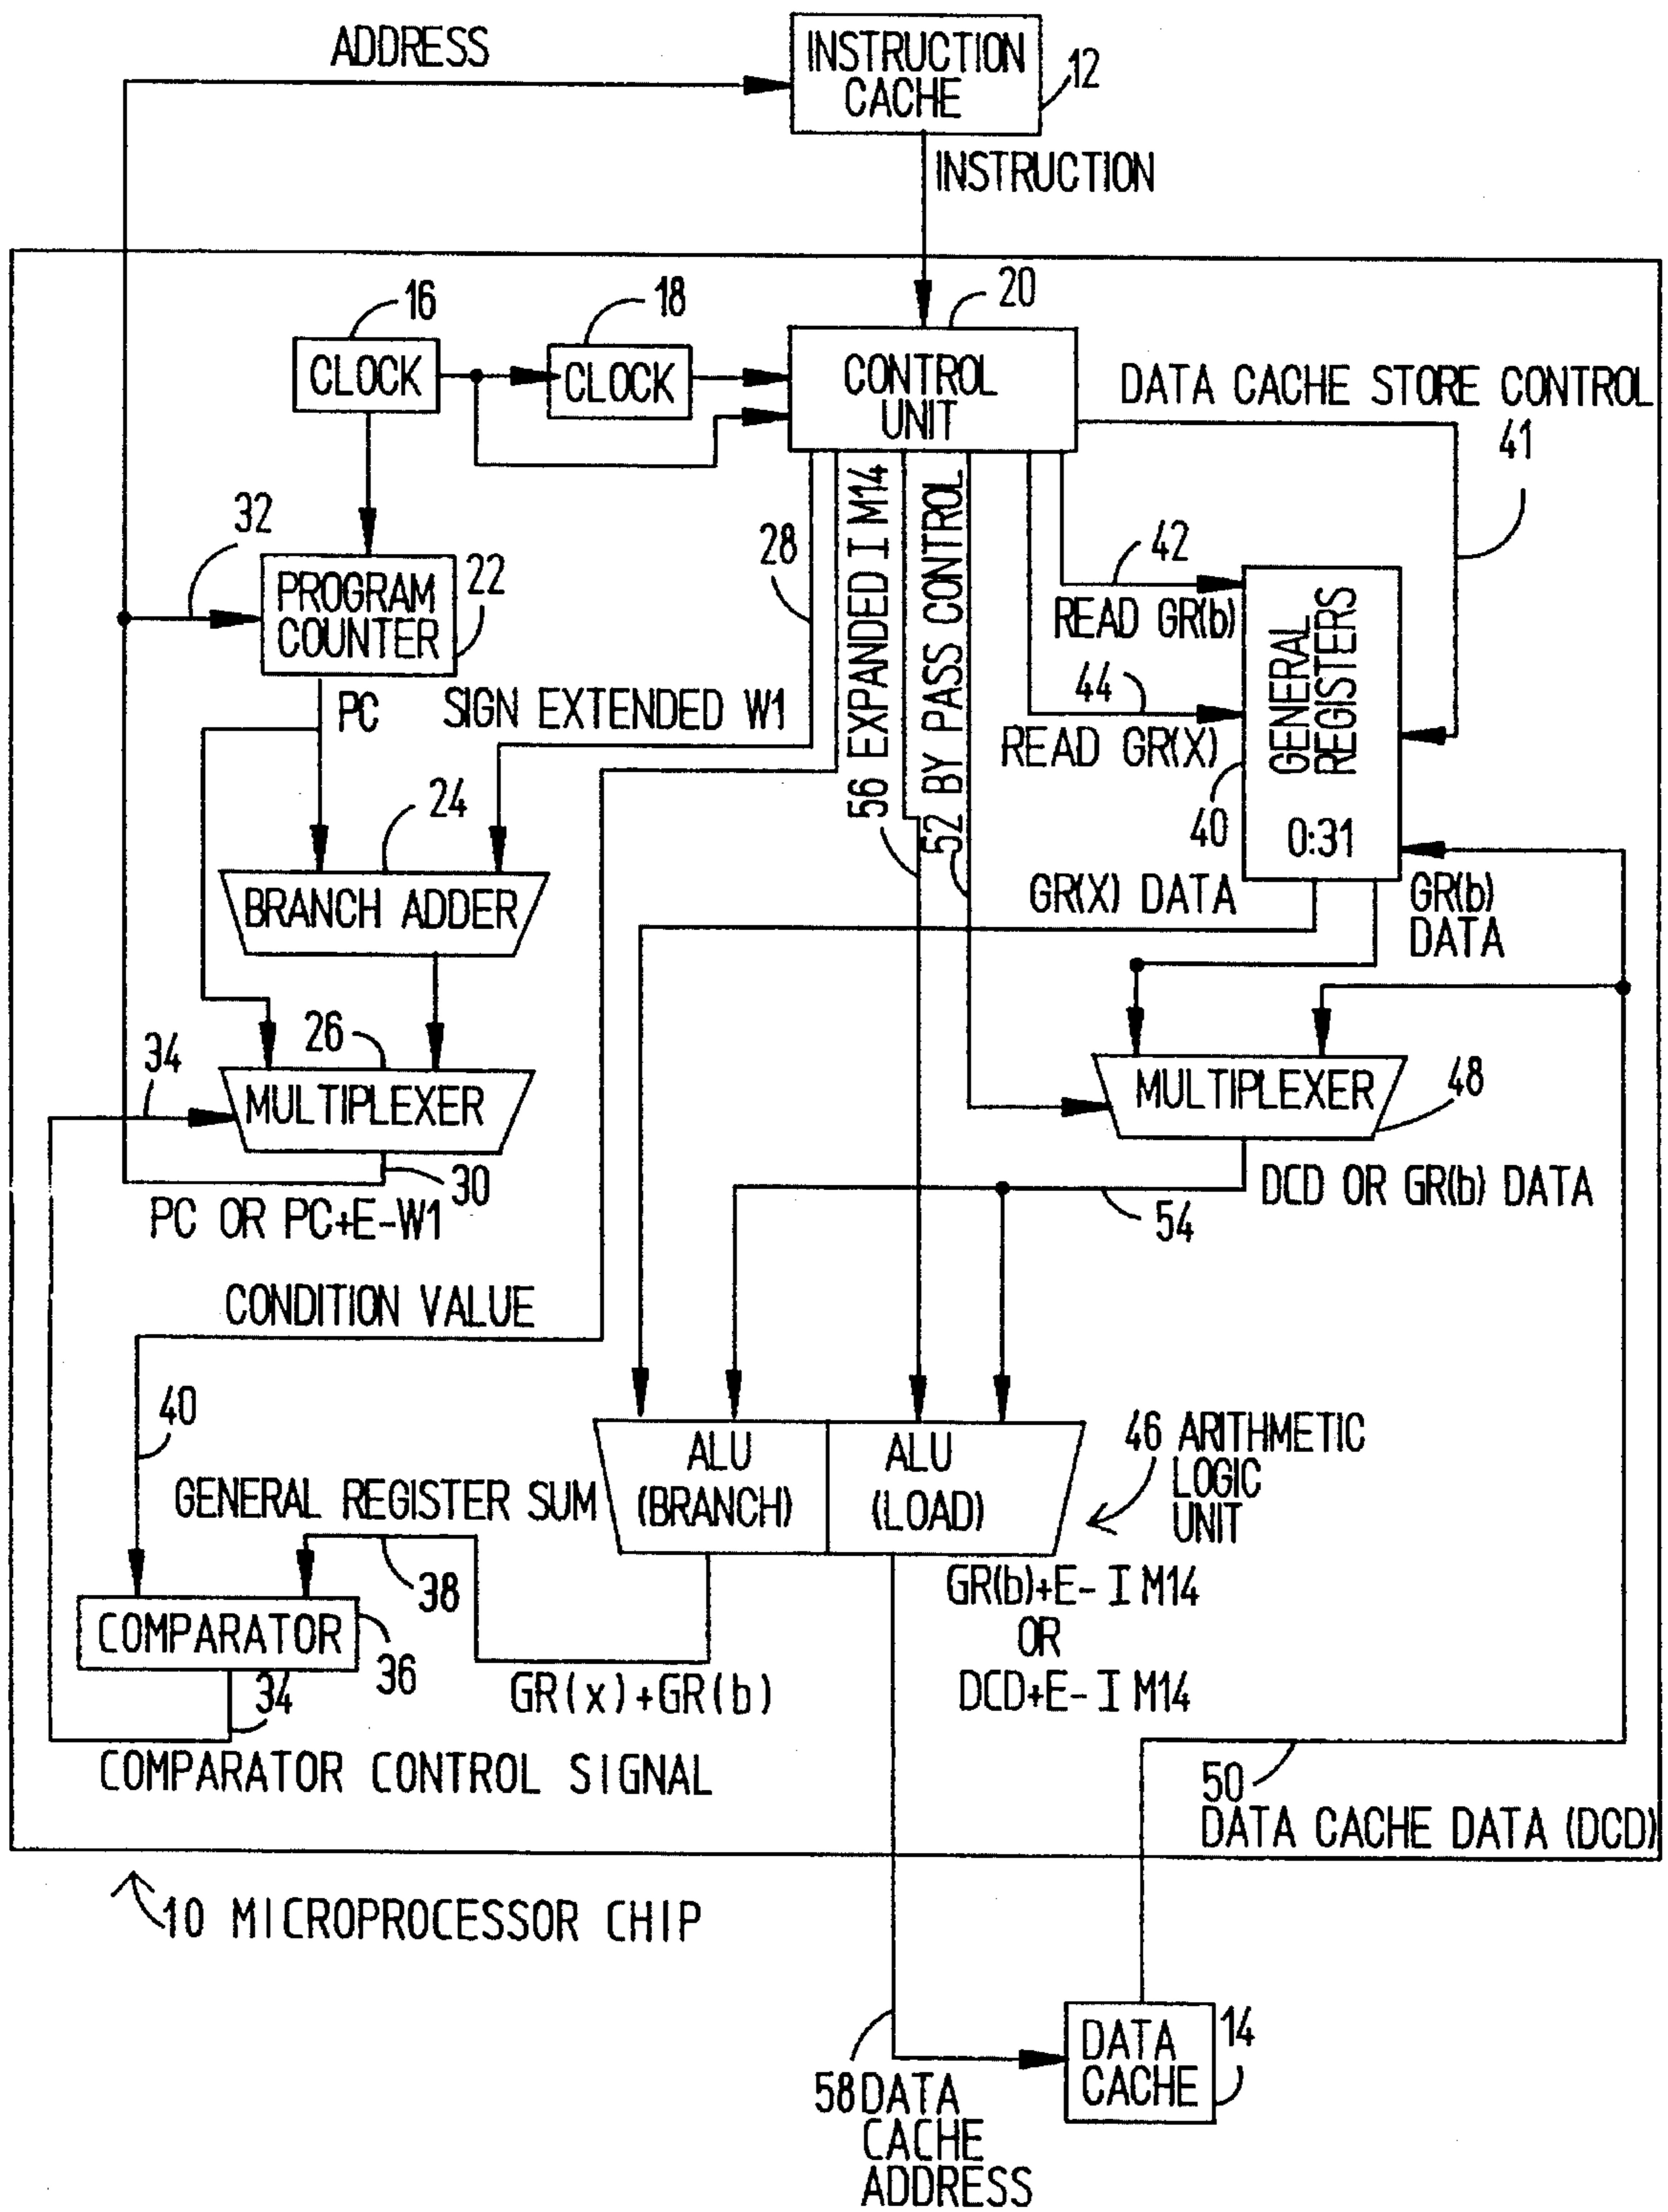 ADDRESS
INSTRUCTION
CACHE
12
INSTRUCTION
16
18
20
CLOCK
CLOCK
CONTROL
UNIT
DATA CACHE STORE CONTROL
41
32
PROGRAM
COUNTER
22
28
56 EXPANDED I M14
52 BY PASS CONTROL
42
READ GR(b)
44
READ GR(X)
GENERAL
REGISTERS
40
0:31
PC
SIGN EXTENDED W1
24
BRANCH ADDER
GR(X) DATA
GR(b)
DATA
26
34
MULTIPLEXER
MULTIPLEXER
48
30
PC OR PC+E-W1
DCD OR GR(b) DATA
54
CONDITION VALUE
40
ALU
(BRANCH)
ALU
(LOAD)
46 ARITHMETIC
LOGIC
UNIT
GENERAL REGISTER SUM
38
GR(b)+E- I M14
OR
DCD+E- I M14
COMPARATOR
36
34
GR(x)+GR(b)
COMPARATOR CONTROL SIGNAL
50
DATA CACHE DATA (DCD)
10 MICROPROCESSOR CHIP
DATA
CACHE
14
58 DATA
CACHE
ADDRESS